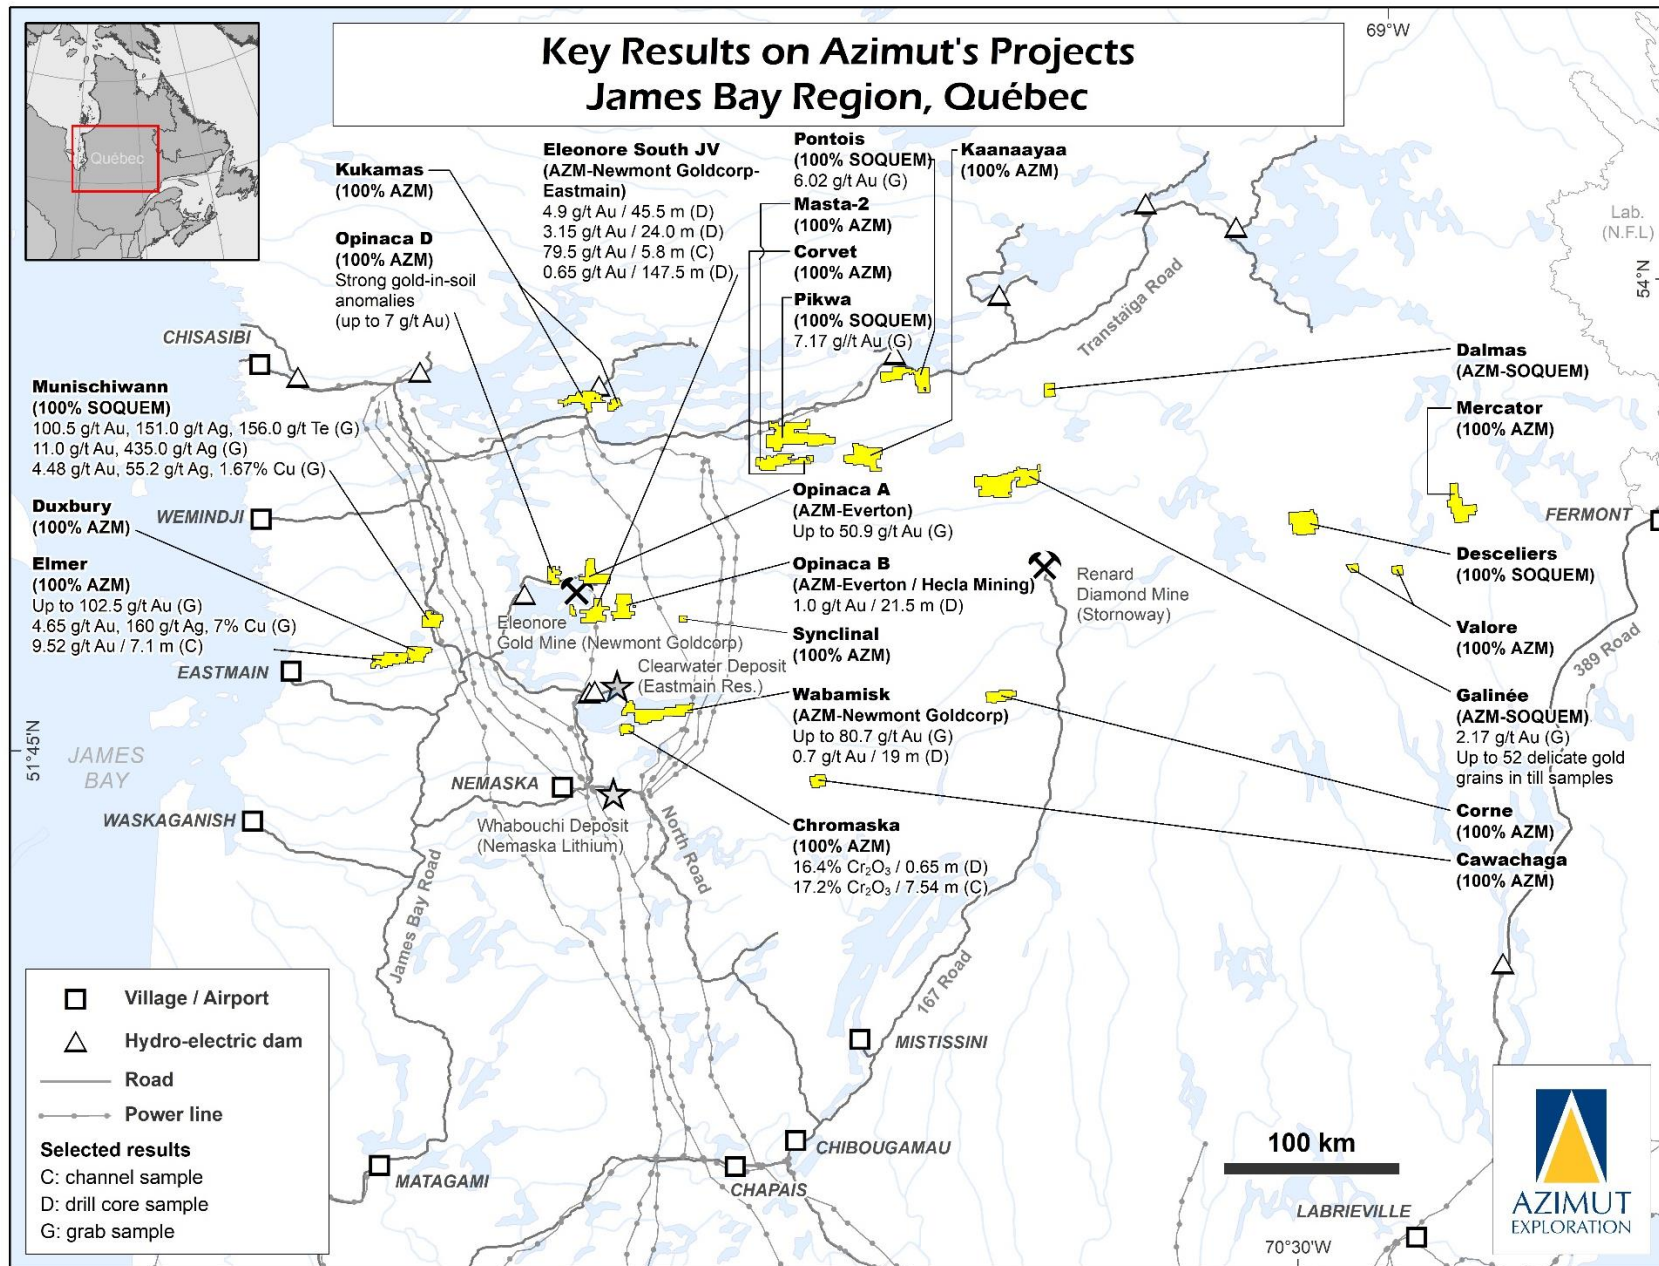 Key Results on Azimut's Projects
James Bay Region, Québec
Québec
69°W
Lab.
(N.F.L)
54°N
Kukamas
(100% AZM)
Opinaca D
(100% AZM)
Strong gold-in-soil
anomalies
(up to 7 g/t Au)
Eleonore South JV
(AZM-Newmont Goldcorp-
Eastmain)
4.9 g/t Au / 45.5 m (D)
3.15 g/t Au / 24.0 m (D)
79.5 g/t Au / 5.8 m (C)
0.65 g/t Au / 147.5 m (D)
Pontois
(100% SOQUEM)
6.02 g/t Au (G)
Masta-2
(100% AZM)
Corvet
(100% AZM)
Pikwa
(100% SOQUEM)
7.17 g//t Au (G)
Kaanaayaa
(100% AZM)
Transtaïga Road
CHISASIBI
Munischiwann
(100% SOQUEM)
100.5 g/t Au, 151.0 g/t Ag, 156.0 g/t Te (G)
11.0 g/t Au, 435.0 g/t Ag (G)
4.48 g/t Au, 55.2 g/t Ag, 1.67% Cu (G)
Duxbury
(100% AZM)
WEMINDJI
Elmer
(100% AZM)
Up to 102.5 g/t Au (G)
4.65 g/t Au, 160 g/t Ag, 7% Cu (G)
9.52 g/t Au / 7.1 m (C)
EASTMAIN
Dalmas
(AZM-SOQUEM)
Mercator
(100% AZM)
FERMONT
Desceliers
(100% SOQUEM)
Valore
(100% AZM)
389 Road
Galinée
(AZM-SOQUEM)
2.17 g/t Au (G)
Up to 52 delicate gold
grains in till samples
Corne
(100% AZM)
Cawachaga
(100% AZM)
Opinaca A
(AZM-Everton)
Up to 50.9 g/t Au (G)
Opinaca B
(AZM-Everton / Hecla Mining)
1.0 g/t Au / 21.5 m (D)
Synclinal
(100% AZM)
Wabamisk
(AZM-Newmont Goldcorp)
Up to 80.7 g/t Au (G)
0.7 g/t Au / 19 m (D)
Chromaska
(100% AZM)
16.4% Cr₂O₃ / 0.65 m (D)
17.2% Cr₂O₃ / 7.54 m (C)
Renard
Diamond Mine
(Stornoway)
Eleonore
Gold Mine (Newmont Goldcorp)
Clearwater Deposit
(Eastmain Res.)
51°45'N
JAMES
BAY
NEMASKA
WASKAGANISH
Whabouchi Deposit
(Nemaska Lithium)
North Road
James Bay Road
167 Road
MISTISSINI
CHIBOUGAMAU
CHAPAIS
MATAGAMI
LABRIEVILLE
70°30'W
100 km
Village / Airport
Hydro-electric dam
Road
Power line
Selected results
C: channel sample
D: drill core sample
G: grab sample
AZIMUT
EXPLORATION